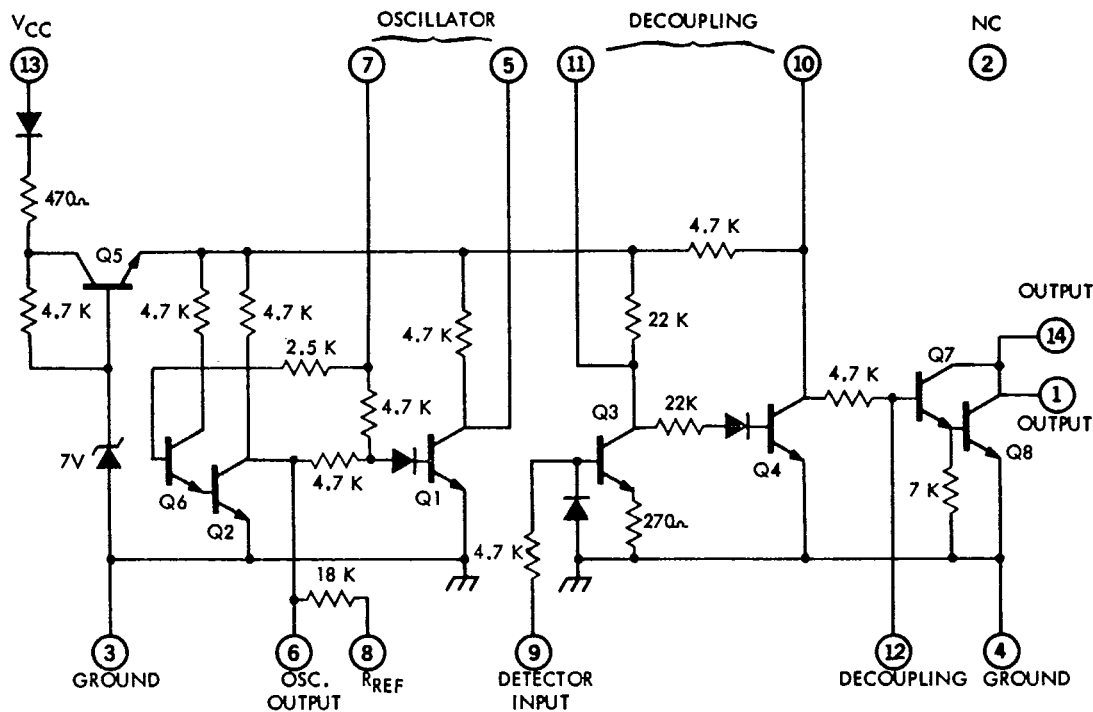 VCC
OSCILLATOR
DECOUPLING
NC
13
7
5
11
10
2
470Ω
Q5
4.7 K
4.7 K
4.7 K
4.7 K
4.7 K
22 K
OUTPUT
14
2.5 K
4.7 K
Q7
4.7 K
1
OUTPUT
Q3
22K
7V
Q6
4.7 K
Q1
Q4
Q8
Q2
7 K
270Ω
4.7 K
18 K
3
6
8
9
12
4
GROUND
OSC.
OUTPUT
RREF
DETECTOR
INPUT
DECOUPLING
GROUND